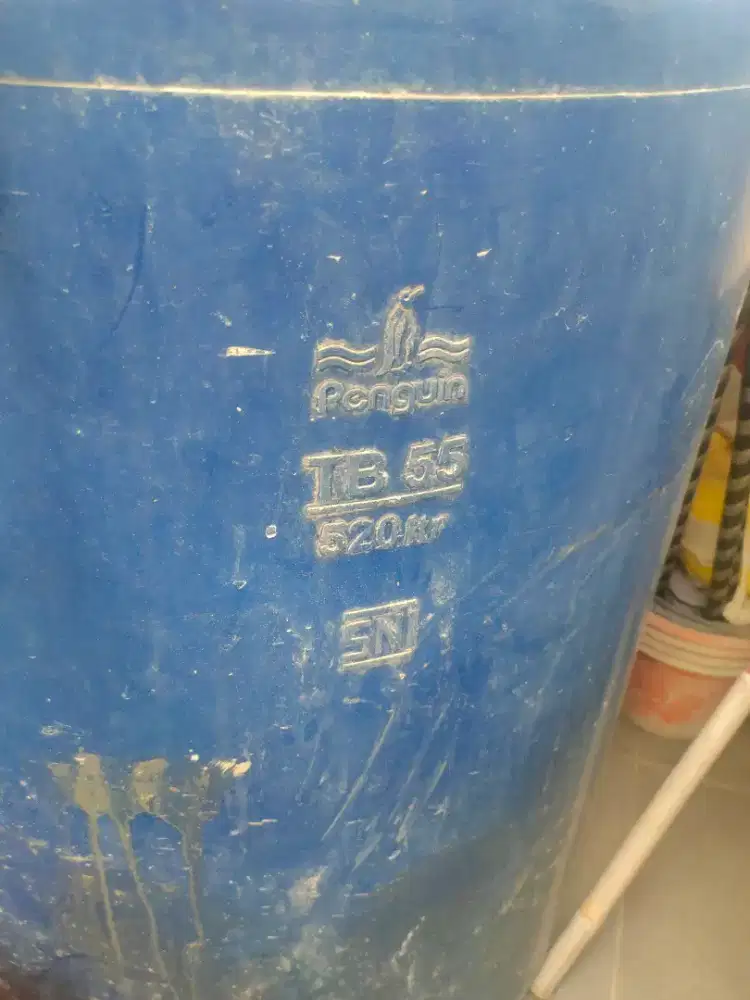 Penguin
TB 55
520 Ltr
SNI